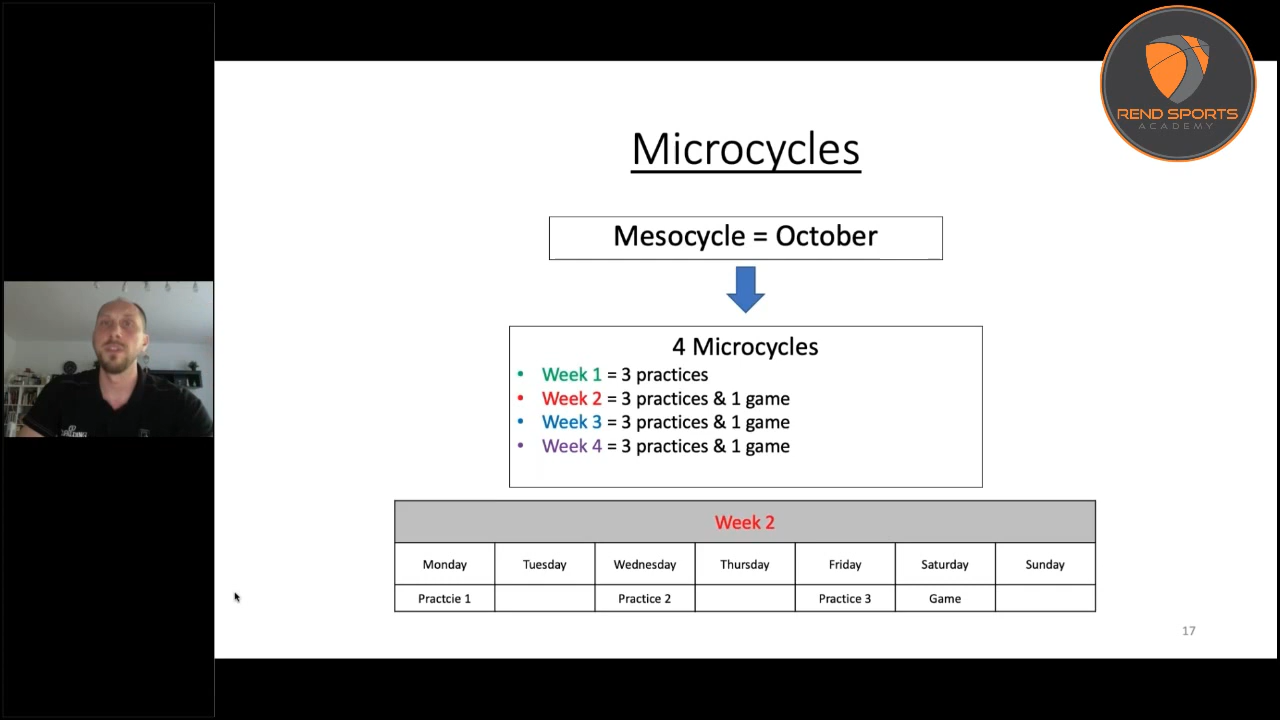 REND SPORTS
ACADEMY
Microcycles
Mesocycle = October
4 Microcycles
• Week 1 = 3 practices
• Week 2 = 3 practices & 1 game
• Week 3 = 3 practices & 1 game
• Week 4 = 3 practices & 1 game
Week 2
Monday Tuesday Wednesday Thursday Friday Saturday Sunday
Practcie 1 Practice 2 Practice 3 Game
17